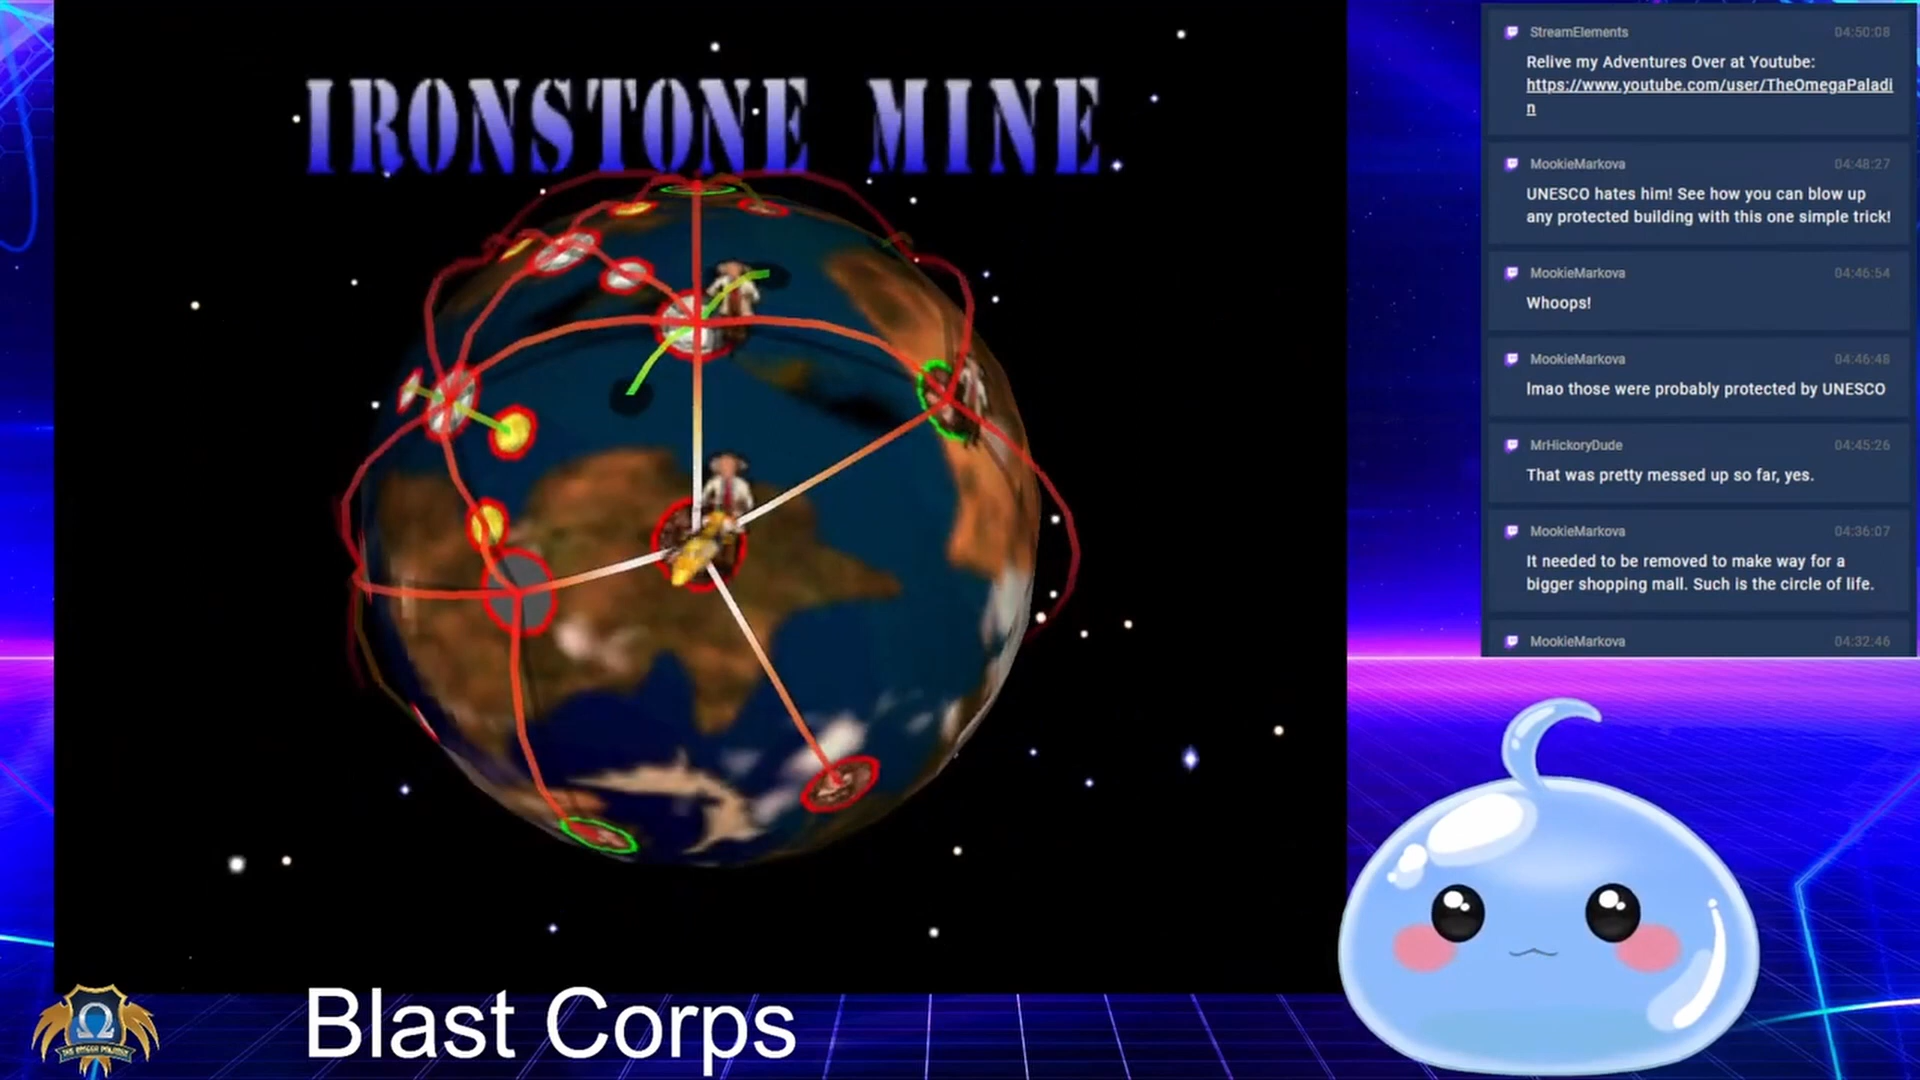 IRONSTONE MINE
StreamElements 04:50:08
Relive my Adventures Over at Youtube:
https://www.youtube.com/user/TheOmegaPaladi
n
MookieMarkova 04:48:27
UNESCO hates him! See how you can blow up
any protected building with this one simple trick!
MookieMarkova 04:46:54
Whoops!
MookieMarkova 04:46:48
lmao those were probably protected by UNESCO
MrHickoryDude 04:45:26
That was pretty messed up so far, yes.
MookieMarkova 04:36:07
It needed to be removed to make way for a
bigger shopping mall. Such is the circle of life.
MookieMarkova 04:32:46
Ω
Blast Corps